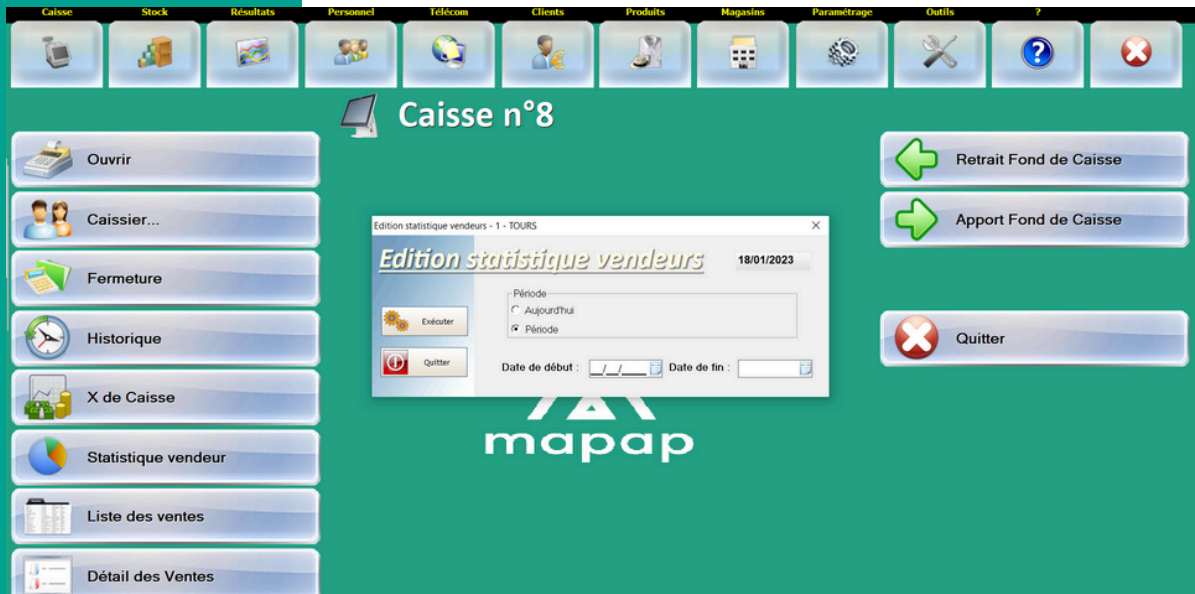 Caisse Stock Résultats Personnel Télécom Clients Produits Magasins Paramétrage Outils ?
Caisse n°8
Ouvrir
Caissier...
Fermeture
Historique
X de Caisse
Statistique vendeur
Liste des ventes
Détail des Ventes
Edition statistique vendeurs - 1 - TOURS
Edition statistique vendeurs
18/01/2023
Exécuter
Quitter
Période
Aujourd'hui
Période
Date de début : __/__/____ Date de fin :
mapap
Retrait Fond de Caisse
Apport Fond de Caisse
Quitter